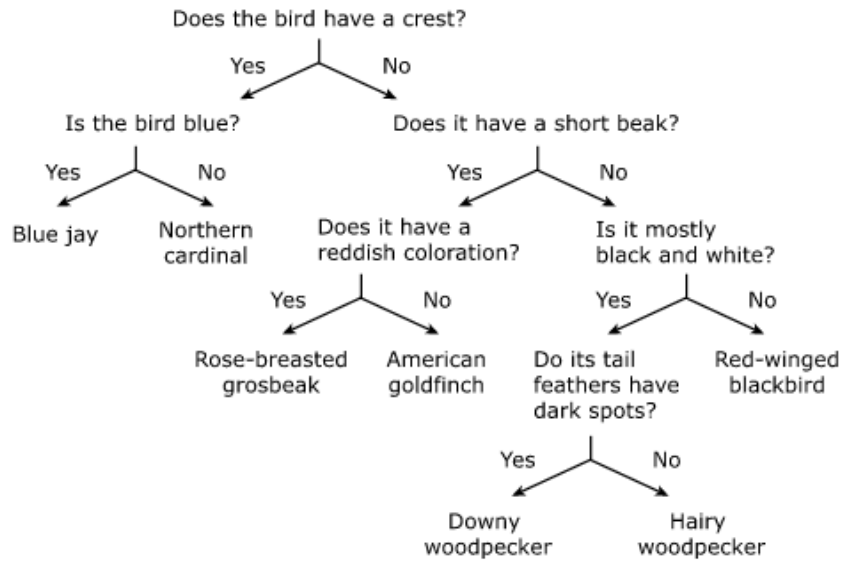 Does the bird have a crest?
Yes
No
Is the bird blue?
Does it have a short beak?
Yes
No
Yes
No
Blue jay
Northern
cardinal
Does it have a
reddish coloration?
Is it mostly
black and white?
Yes
No
Yes
No
Rose-breasted
grosbeak
American
goldfinch
Do its tail
feathers have
dark spots?
Red-winged
blackbird
Yes
No
Downy
woodpecker
Hairy
woodpecker